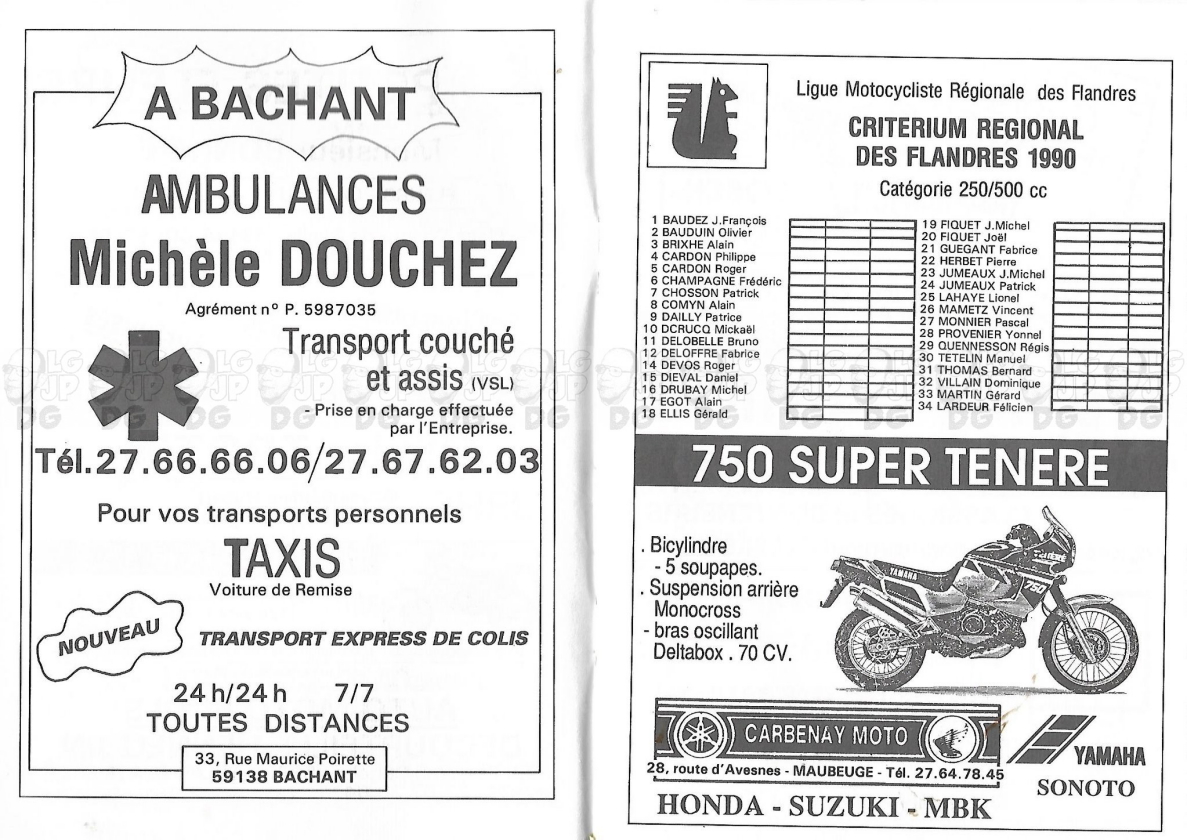 A BACHANT
AMBULANCES
Michèle DOUCHEZ
Agrément n° P. 5987035
Transport couché
et assis (VSL)
- Prise en charge effectuée
par l'Entreprise.
Tél.27.66.66.06/27.67.62.03
Pour vos transports personnels
TAXIS
Voiture de Remise
NOUVEAU
TRANSPORT EXPRESS DE COLIS
24 h/24 h 7/7
TOUTES DISTANCES
33, Rue Maurice Poirette
59138 BACHANT
Ligue Motocycliste Régionale des Flandres
CRITERIUM REGIONAL
DES FLANDRES 1990
Catégorie 250/500 cc
1 BAUDEZ J.François
2 BAUDUIN Olivier
3 BRIXHE Alain
4 CARDON Philippe
5 CARDON Roger
6 CHAMPAGNE Frédéric
7 CHOSSON Patrick
8 COMYN Alain
9 DAILLY Patrice
10 DCRUCQ Mickaël
11 DELOBELLE Bruno
12 DELOFFRE Fabrice
14 DEVOS Roger
15 DIEVAL Daniel
16 DRUBAY Michel
17 EGOT Alain
18 ELLIS Gérald
19 FIQUET J.Michel
20 FIQUET Joël
21 GUEGANT Fabrice
22 HERBET Pierre
23 JUMEAUX J.Michel
24 JUMEAUX Patrick
25 LAHAYE Lionel
26 MAMETZ Vincent
27 MONNIER Pascal
28 PROVENIER Yonnel
29 QUENNESSON Régis
30 TETELIN Manuel
31 THOMAS Bernard
32 VILLAIN Dominique
33 MARTIN Gérard
34 LARDEUR Félicien
750 SUPER TENERE
. Bicylindre
- 5 soupapes.
. Suspension arrière
Monocross
- bras oscillant
Deltabox . 70 CV.
YAMAHA
750
CARBENAY MOTO
28, route d'Avesnes - MAUBEUGE - Tél. 27.64.78.45
YAMAHA
SONOTO
HONDA - SUZUKI - MBK